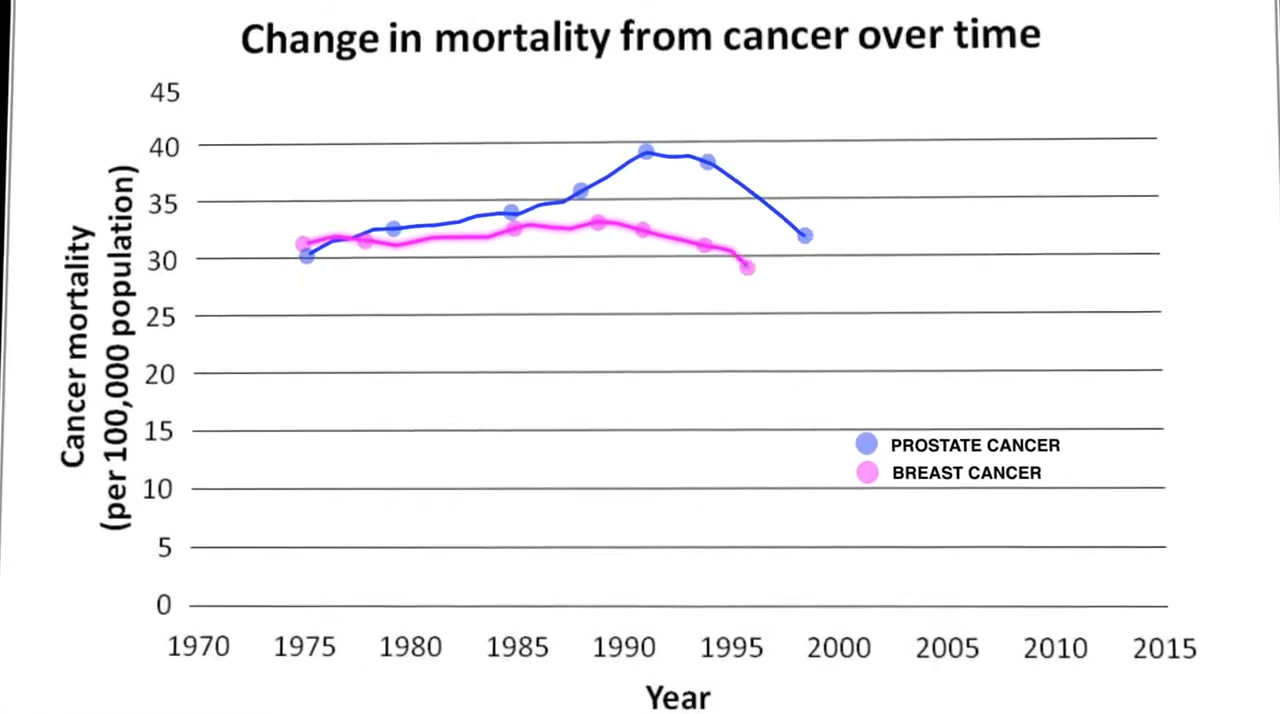 Change in mortality from cancer over time
Cancer mortality
(per 100,000 population)
45
40
35
30
25
20
15
10
5
0
PROSTATE CANCER
BREAST CANCER
1970 1975 1980 1985 1990 1995 2000 2005 2010 2015
Year